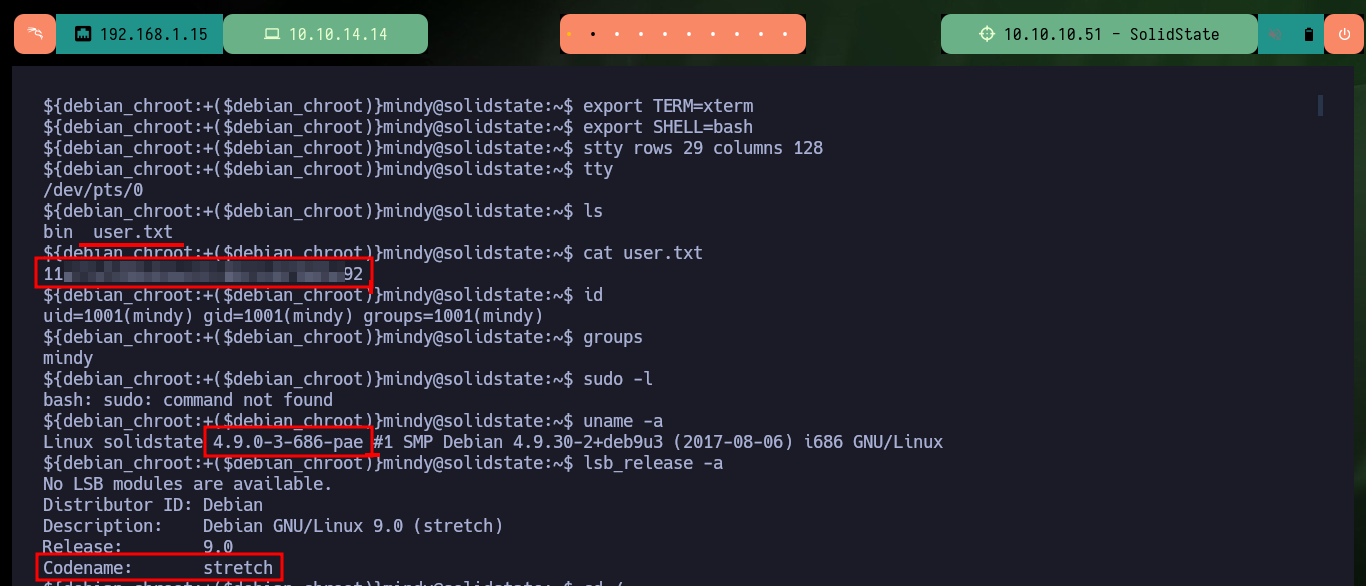 192.168.1.15 10.10.14.14 10.10.10.51 - SolidState
${debian_chroot:+($debian_chroot)}mindy@solidstate:~$ export TERM=xterm
${debian_chroot:+($debian_chroot)}mindy@solidstate:~$ export SHELL=bash
${debian_chroot:+($debian_chroot)}mindy@solidstate:~$ stty rows 29 columns 128
${debian_chroot:+($debian_chroot)}mindy@solidstate:~$ tty
/dev/pts/0
${debian_chroot:+($debian_chroot)}mindy@solidstate:~$ ls
bin  user.txt
${debian_chroot:+($debian_chroot)}mindy@solidstate:~$ cat user.txt
11 92
${debian_chroot:+($debian_chroot)}mindy@solidstate:~$ id
uid=1001(mindy) gid=1001(mindy) groups=1001(mindy)
${debian_chroot:+($debian_chroot)}mindy@solidstate:~$ groups
mindy
${debian_chroot:+($debian_chroot)}mindy@solidstate:~$ sudo -l
bash: sudo: command not found
${debian_chroot:+($debian_chroot)}mindy@solidstate:~$ uname -a
Linux solidstate 4.9.0-3-686-pae #1 SMP Debian 4.9.30-2+deb9u3 (2017-08-06) i686 GNU/Linux
${debian_chroot:+($debian_chroot)}mindy@solidstate:~$ lsb_release -a
No LSB modules are available.
Distributor ID: Debian
Description:    Debian GNU/Linux 9.0 (stretch)
Release:        9.0
Codename:       stretch